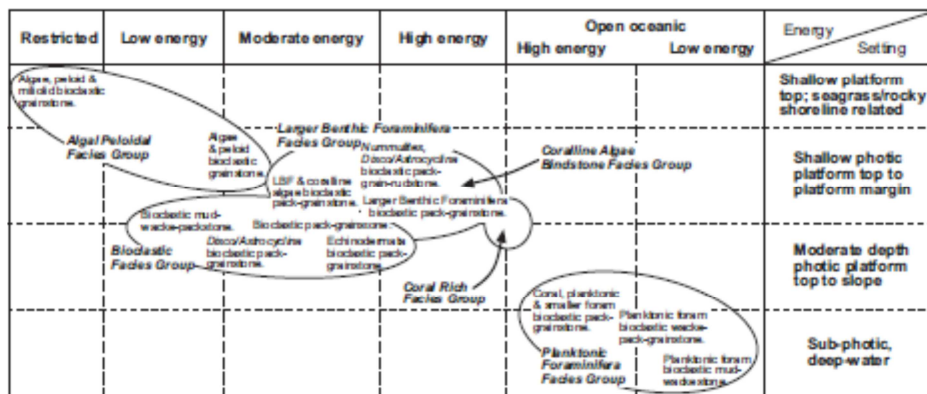 Restricted
Low energy
Moderate energy
High energy
Open oceanic
High energy
Low energy
Energy
Setting
Algae, peloid &
miliolid bioclastic
grainstone.
Algal Peloidal
Facies Group
Algae
& peloid
bioclastic
grainstone.
Larger Benthic Foraminifera
Facies Group
Nummulites,
Disco/Astrocyclina
bioclastic pack-
grain-rudstone.
LBF & coralline
algae bioclastic
pack-grainstone.
Larger Benthic Foraminifera
bioclastic pack-grainstone.
Coralline Algae
Bindstone Facies Group
Shallow platform
top; seagrass/rocky
shoreline related
Shallow photic
platform top to
platform margin
Bioclastic mud-
wacke-packstone.
Bioclastic pack-grainstone.
Bioclastic
Facies Group
Disco/Astrocyclina
bioclastic pack-
grainstone.
Echinodermata
bioclastic pack-
grainstone.
Coral Rich
Facies Group
Moderate depth
photic platform
top to slope
Coral, planktonic
& smaller foram
bioclastic pack-
grainstone.
Planktonic foram
bioclastic wacke-
pack-grainstone.
Planktonic
Foraminifera
Facies Group
Planktonic foram
bioclastic mud-
wackestone.
Sub-photic,
deep-water